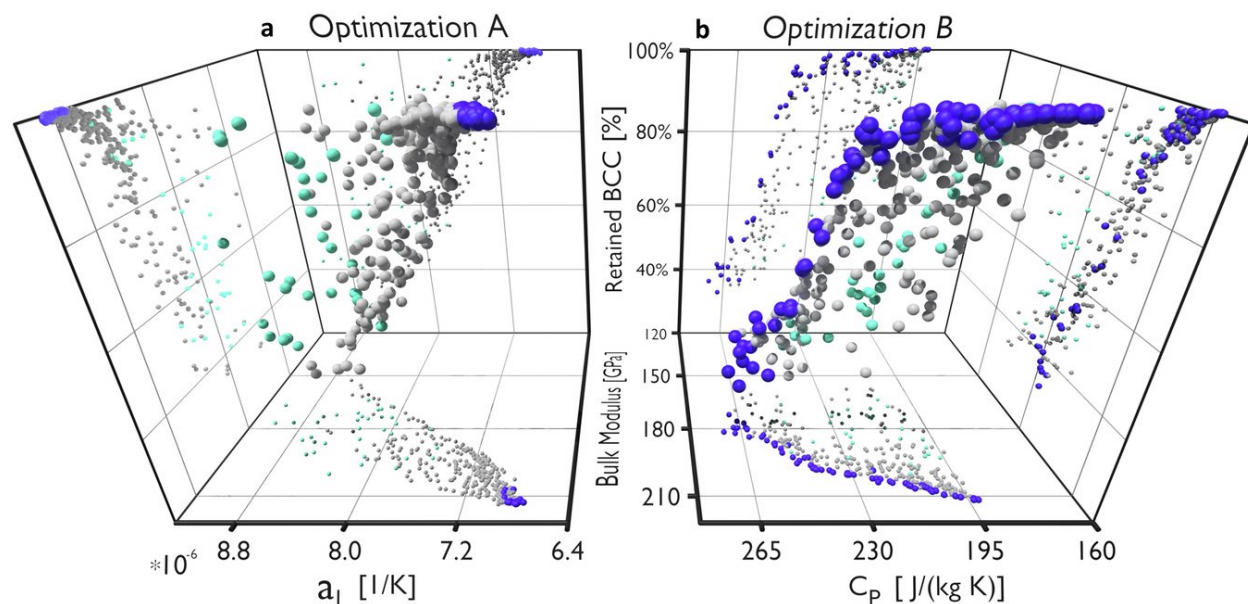 a Optimization A
b Optimization B
100%
80%
60%
40%
120
150
180
210
Retained BCC [%]
Bulk Modulus [GPa]
*10⁻⁶ 8.8 8.0 7.2 6.4
a_l [1/K]
265 230 195 160
C_P [J/(kg K)]